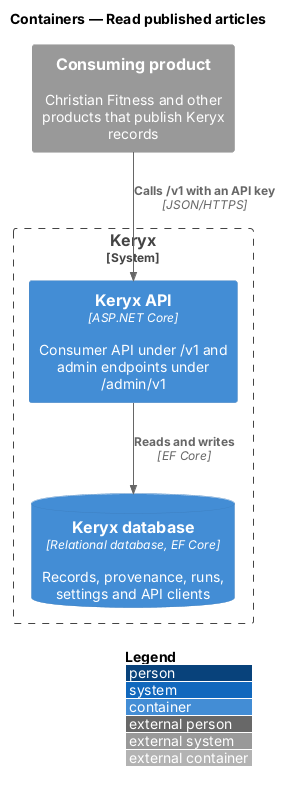 Containers — Read published articles
Consuming product
Christian Fitness and other
products that publish Keryx
records
Calls /v1 with an API key
[JSON/HTTPS]
Keryx
[System]
Keryx API
[ASP.NET Core]
Consumer API under /v1 and
admin endpoints under
/admin/v1
Reads and writes
[EF Core]
Keryx database
[Relational database, EF Core]
Records, provenance, runs,
settings and API clients
Legend
person
system
container
external person
external system
external container